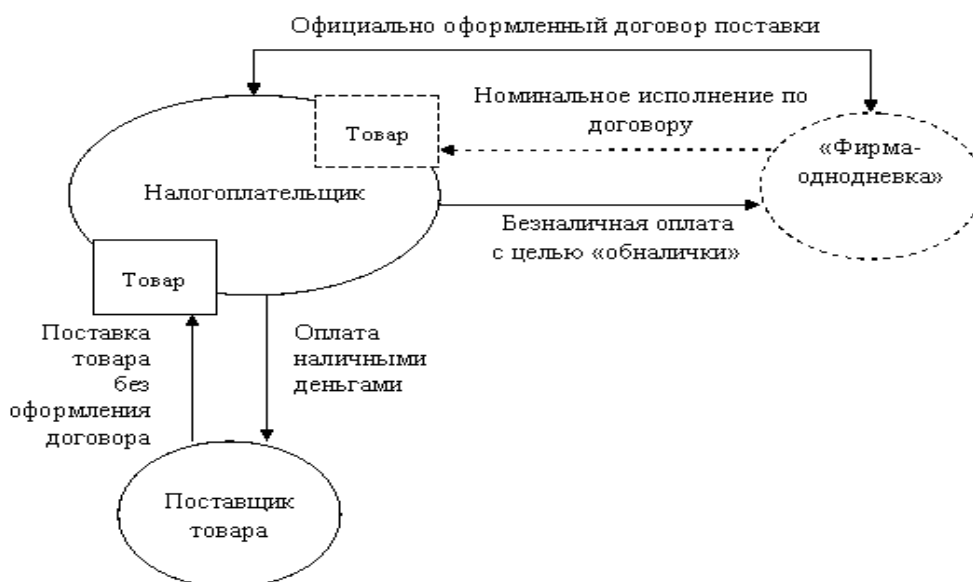 Официально оформленный договор поставки
Номинальное исполнение по
договору
Товар
«Фирма-
однодневка»
Налогоплательщик
Безналичная оплата
с целью «обналички»
Товар
Поставка
товара
без
оформления
договора
Оплата
наличными
деньгами
Поставщик
товара